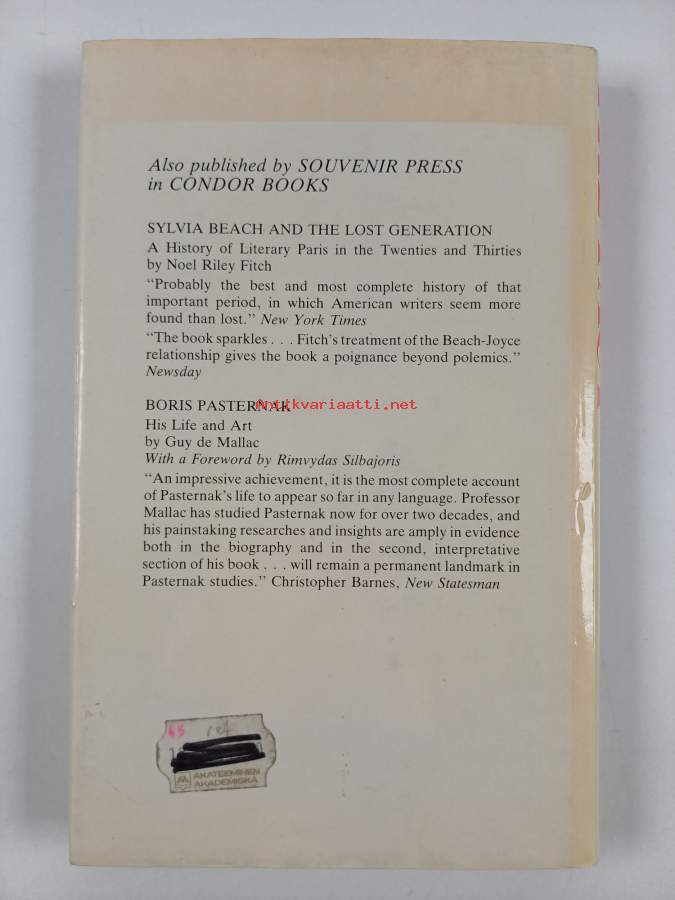 Also published by SOUVENIR PRESS
in CONDOR BOOKS
SYLVIA BEACH AND THE LOST GENERATION
A History of Literary Paris in the Twenties and Thirties
by Noel Riley Fitch
“Probably the best and most complete history of that
important period, in which American writers seem more
found than lost.” New York Times
“The book sparkles . . . Fitch’s treatment of the Beach-Joyce
relationship gives the book a poignance beyond polemics.”
Newsday
BORIS PASTERNAK
Antikvariaatti.net
His Life and Art
by Guy de Mallac
With a Foreword by Rimvydas Silbajoris
“An impressive achievement, it is the most complete account
of Pasternak’s life to appear so far in any language. Professor
Mallac has studied Pasternak now for over two decades, and
his painstaking researches and insights are amply in evidence
both in the biography and in the second, interpretative
section of his book . . . will remain a permanent landmark in
Pasternak studies.” Christopher Barnes, New Statesman
AKATEEMINEN
AKADEMISKA